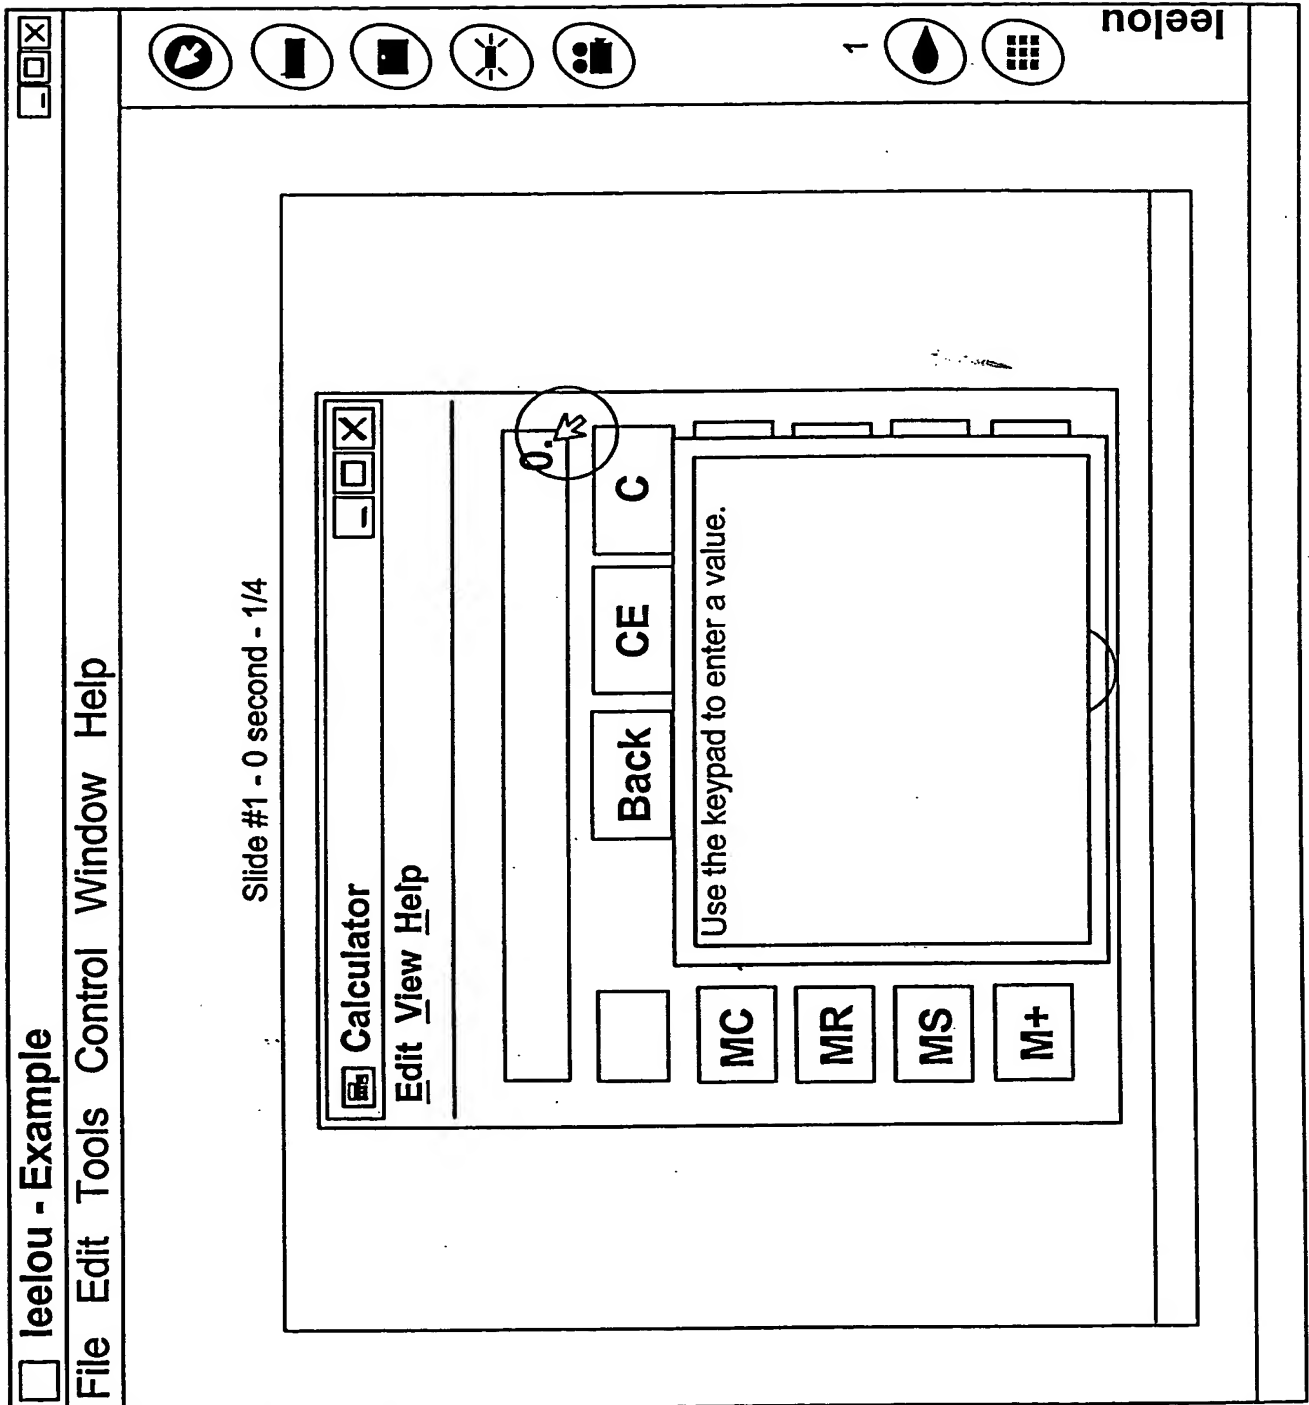 leelou - Example
File Edit Tools Control Window Help
Slide #1 - 0 second - 1/4
Calculator
Edit View Help
0.
Back CE C
MC
MR
MS
M+
Use the keypad to enter a value.
1
leelou